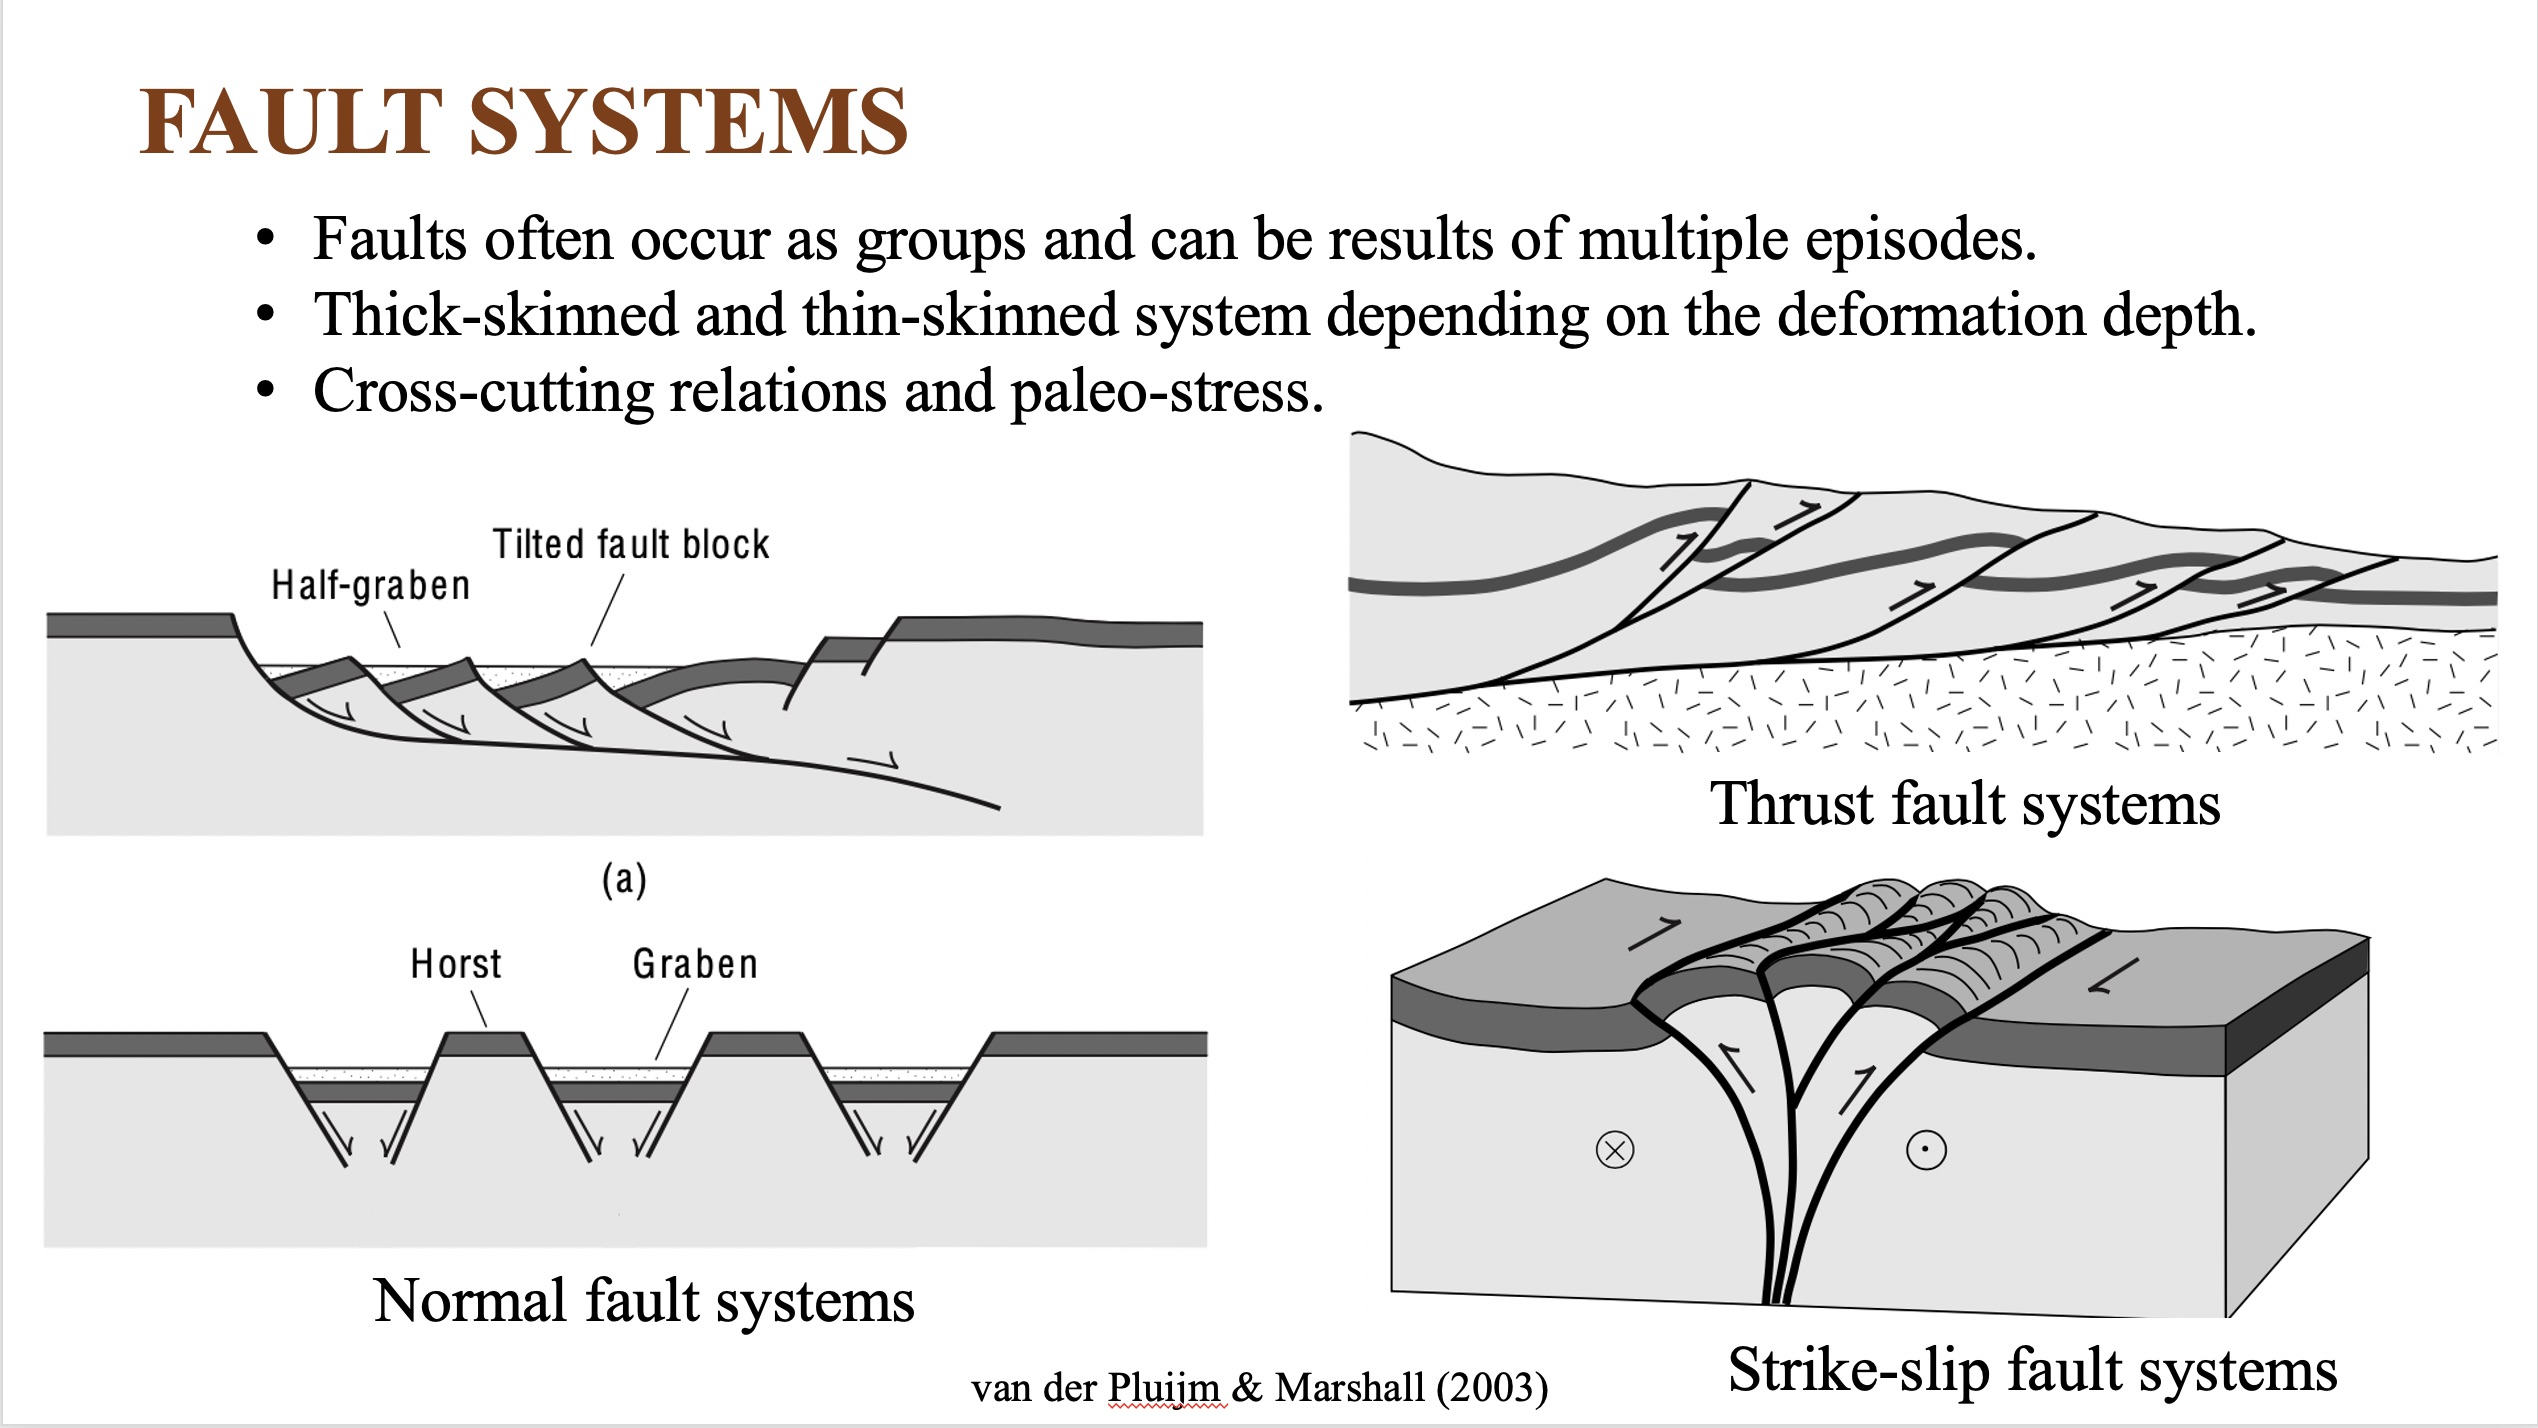 FAULT SYSTEMS
• Faults often occur as groups and can be results of multiple episodes.
• Thick-skinned and thin-skinned system depending on the deformation depth.
• Cross-cutting relations and paleo-stress.
Tilted fault block
Half-graben
(a)
Horst
Graben
Normal fault systems
Thrust fault systems
Strike-slip fault systems
van der Pluijm & Marshall (2003)